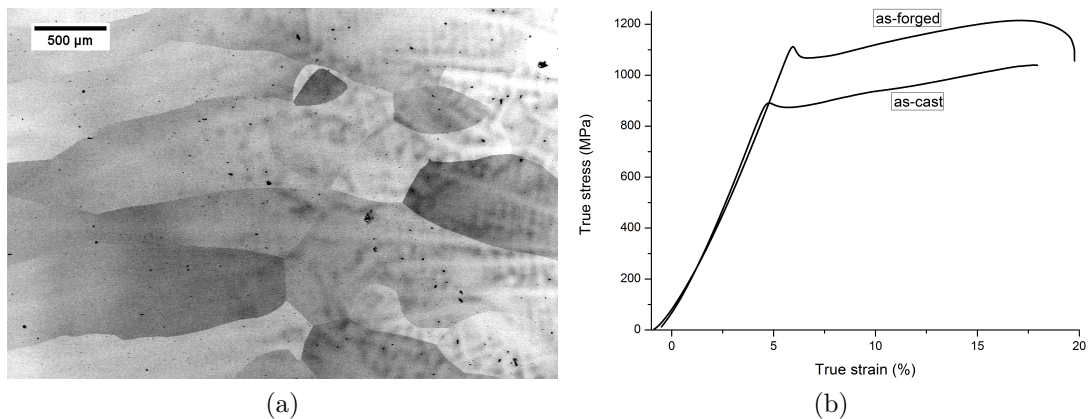 500 µm
(a)
1200
1000
800
600
400
200
0
True stress (MPa)
as-forged
as-cast
0
5
10
15
20
True strain (%)
(b)